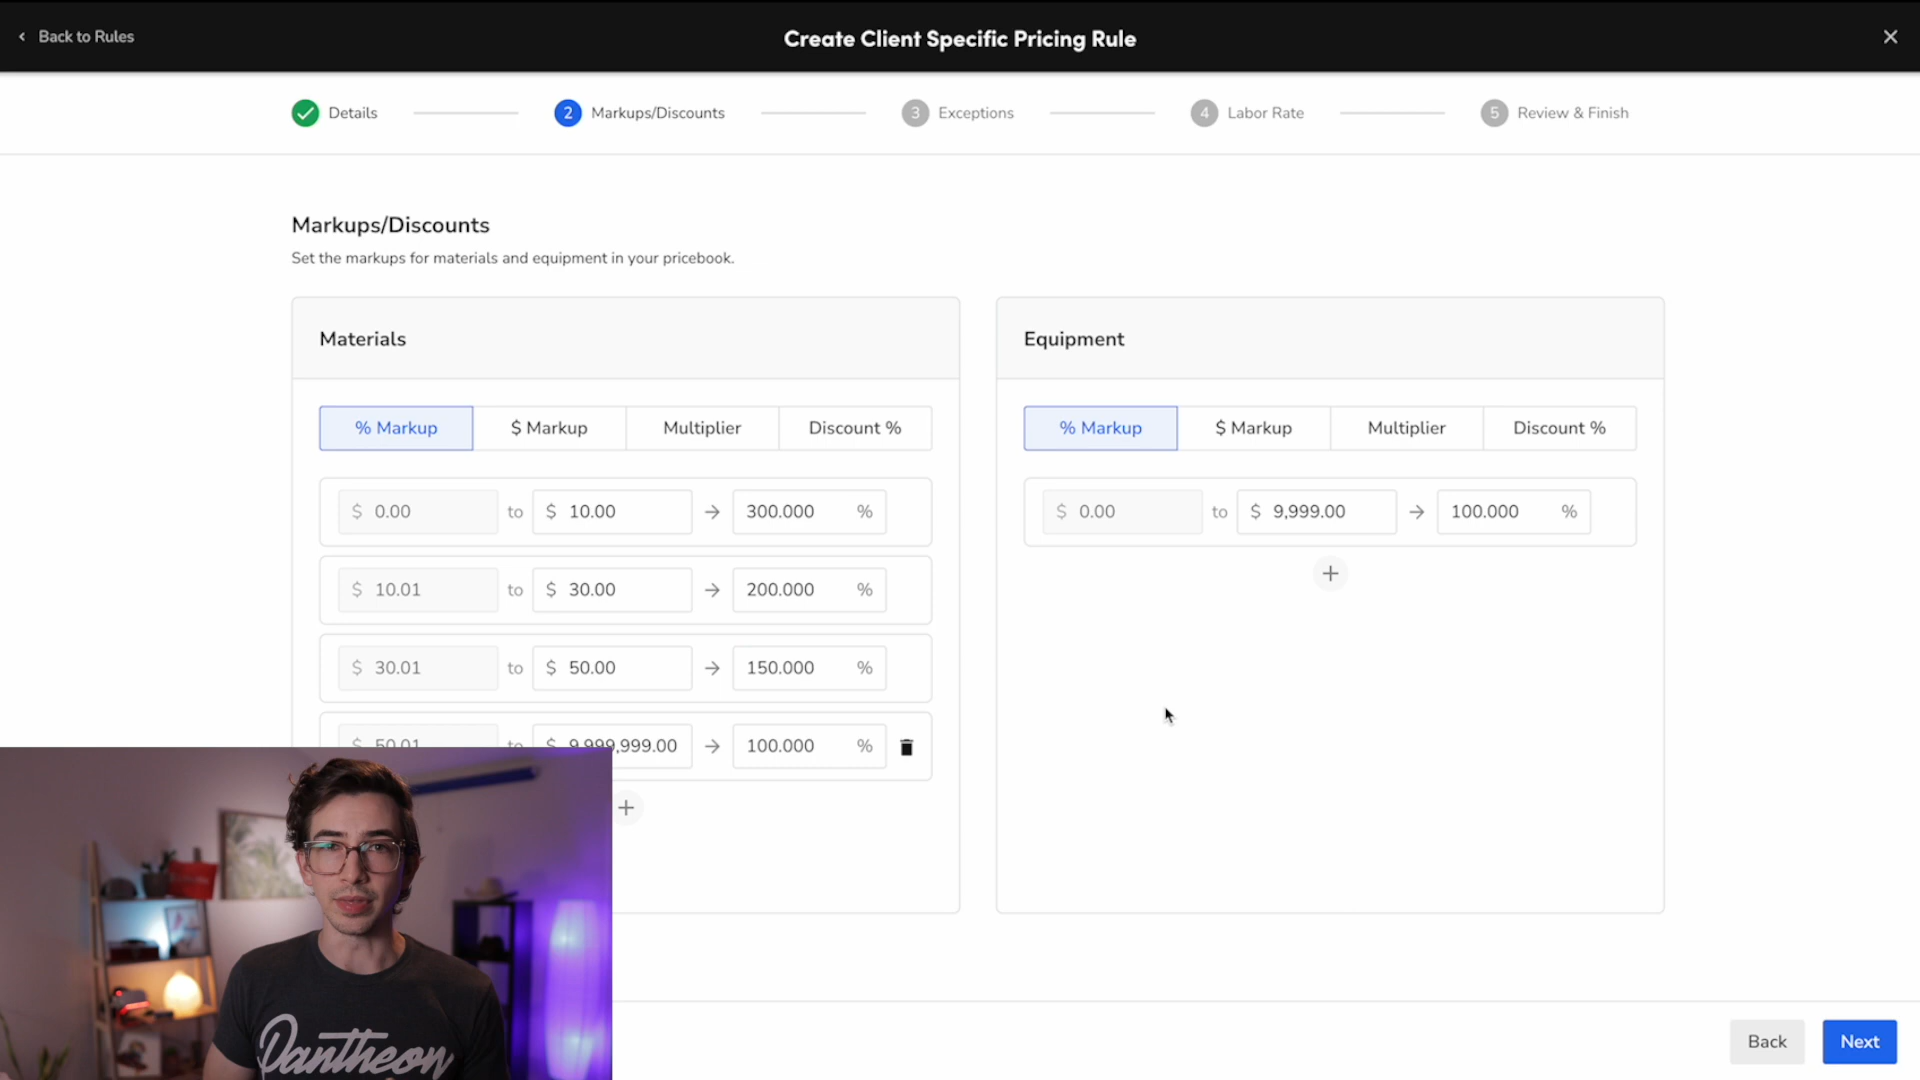 Back to Rules
Create Client Specific Pricing Rule
Details
2 Markups/Discounts
3 Exceptions
4 Labor Rate
5 Review & Finish
Markups/Discounts
Set the markups for materials and equipment in your pricebook.
Materials
% Markup $ Markup Multiplier Discount %
$ 0.00 to $ 10.00 → 300.000 %
$ 10.01 to $ 30.00 → 200.000 %
$ 30.01 to $ 50.00 → 150.000 %
$ 50.01 to $ 9,999,999.00 → 100.000 %
+
Equipment
% Markup $ Markup Multiplier Discount %
$ 0.00 to $ 9,999.00 → 100.000 %
+
Pantheon
Back
Next